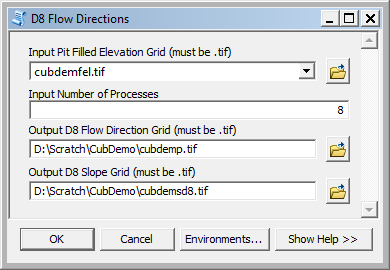 D8 Flow Directions
Input Pit Filled Elevation Grid (must be .tif)
cubdemfel.tif
Input Number of Processes
8
Output D8 Flow Direction Grid (must be .tif)
D:\Scratch\CubDemo\cubdemp.tif
Output D8 Slope Grid (must be .tif)
D:\Scratch\CubDemo\cubdemsd8.tif
OK
Cancel
Environments...
Show Help >>